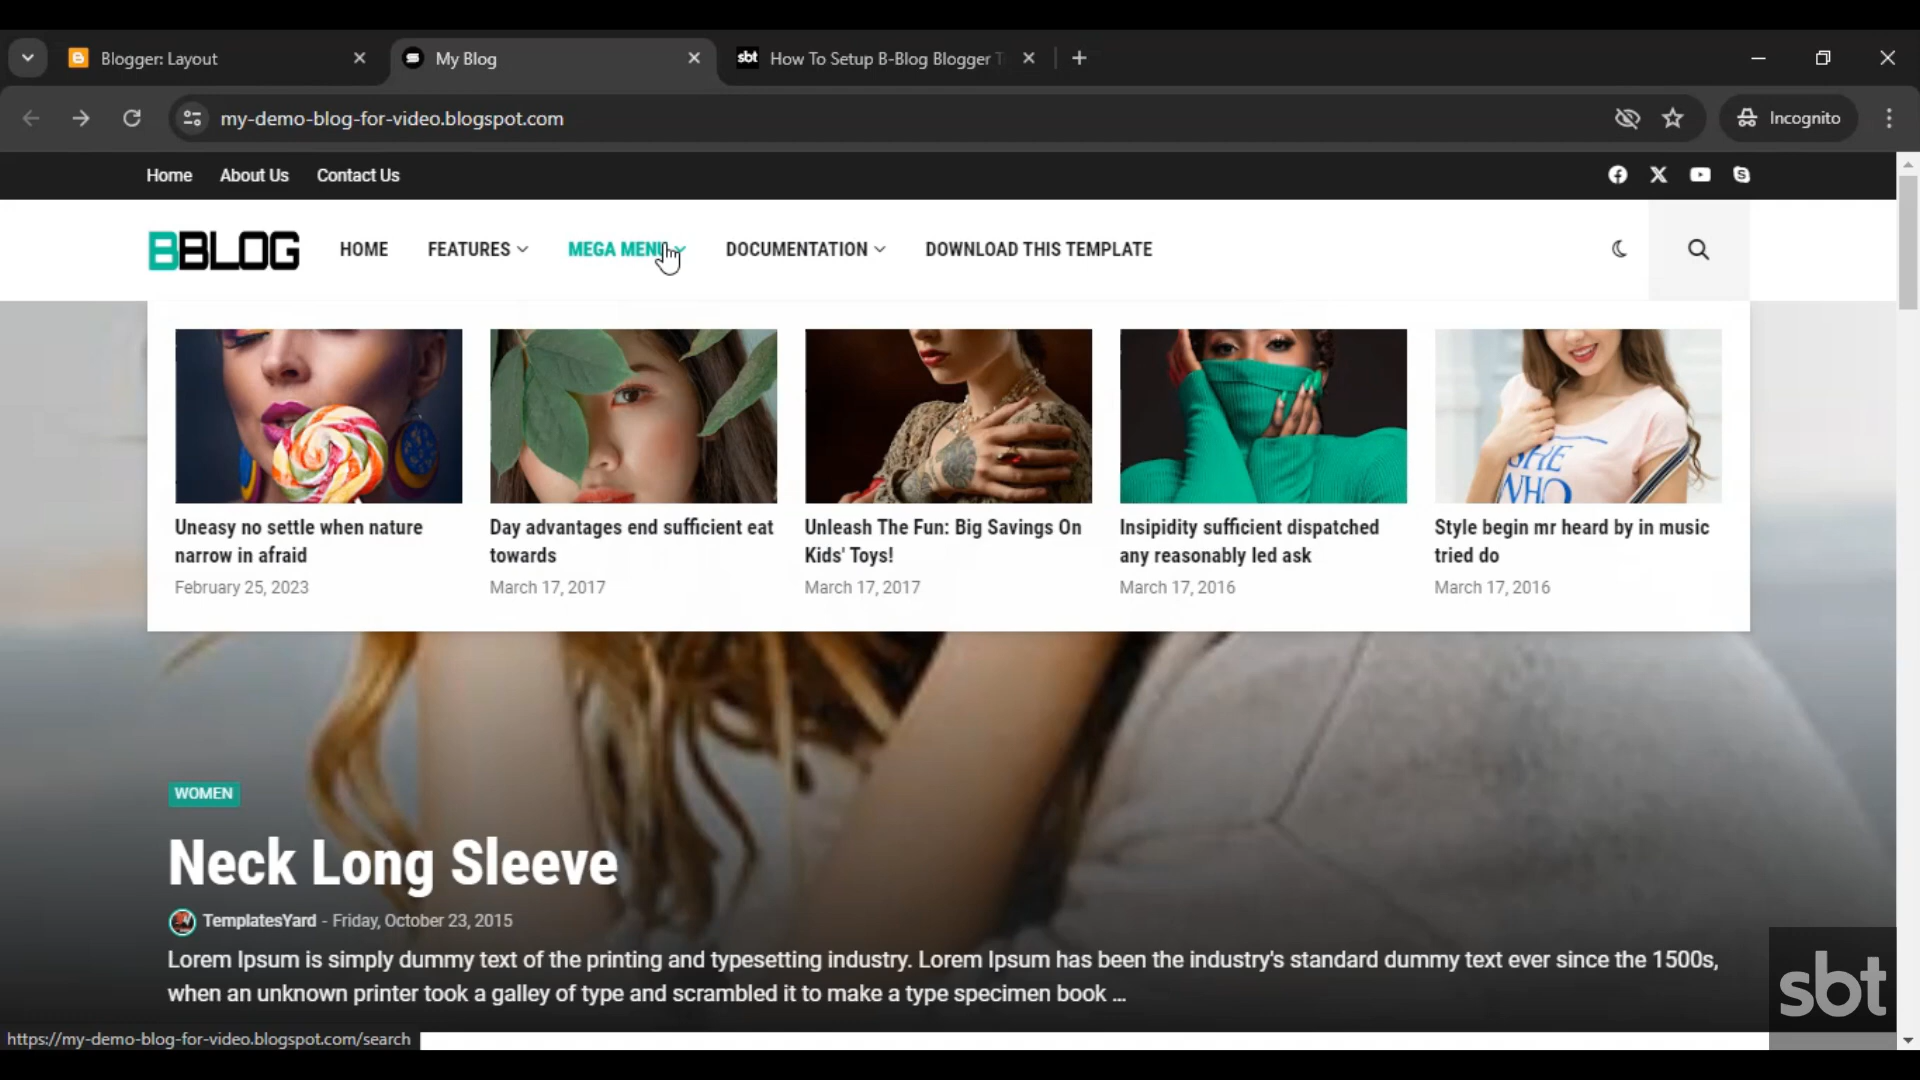 Blogger: Layout
My Blog
sbt
How To Setup B-Blog Blogger T
my-demo-blog-for-video.blogspot.com
Incognito
Home
About Us
Contact Us
BBLOG
HOME
FEATURES
MEGA MENU
DOCUMENTATION
DOWNLOAD THIS TEMPLATE
SHE
WHO
Uneasy no settle when nature
narrow in afraid
February 25, 2023
Day advantages end sufficient eat
towards
March 17, 2017
Unleash The Fun: Big Savings On
Kids' Toys!
March 17, 2017
Insipidity sufficient dispatched
any reasonably led ask
March 17, 2016
Style begin mr heard by in music
tried do
March 17, 2016
WOMEN
Neck Long Sleeve
TemplatesYard - Friday, October 23, 2015
Lorem Ipsum is simply dummy text of the printing and typesetting industry. Lorem Ipsum has been the industry's standard dummy text ever since the 1500s,
when an unknown printer took a galley of type and scrambled it to make a type specimen book ...
sbt
https://my-demo-blog-for-video.blogspot.com/search